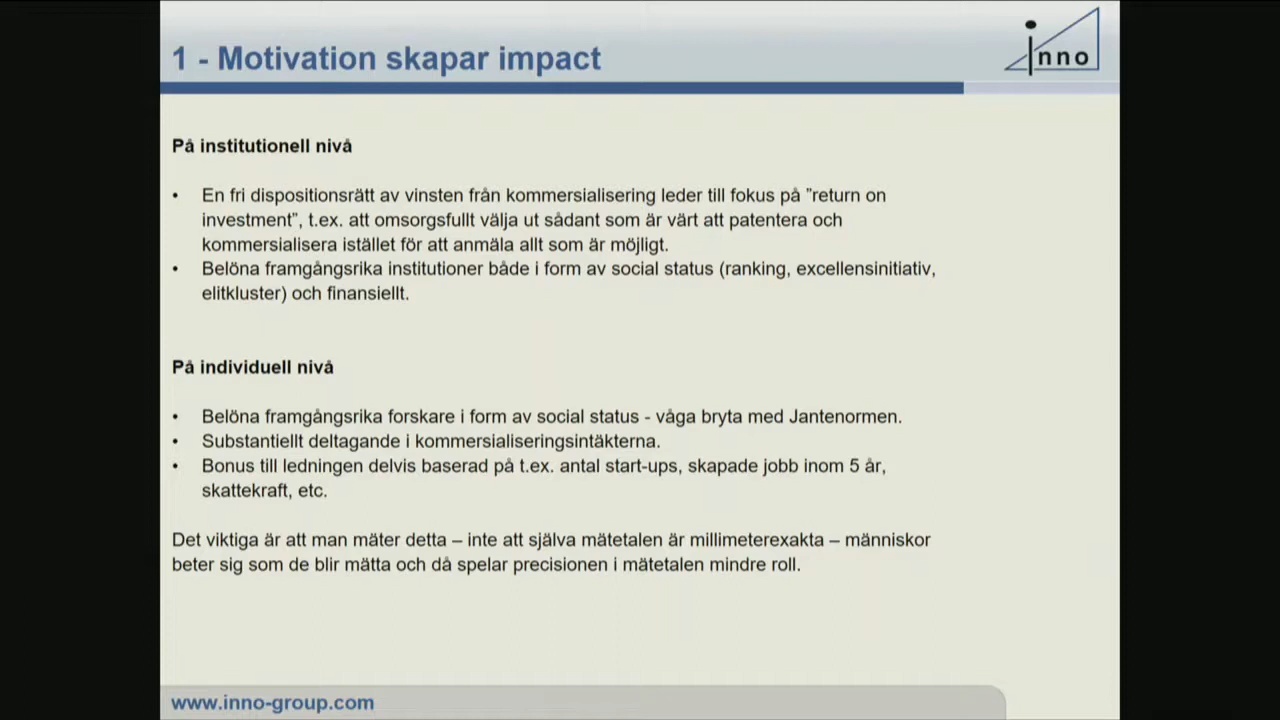 1 - Motivation skapar impact
inno
På institutionell nivå
• En fri dispositionsrätt av vinsten från kommersialisering leder till fokus på ”return on
investment”, t.ex. att omsorgsfullt välja ut sådant som är värt att patentera och
kommersialisera istället för att anmäla allt som är möjligt.
• Belöna framgångsrika institutioner både i form av social status (ranking, excellensinitiativ,
elitkluster) och finansiellt.
På individuell nivå
• Belöna framgångsrika forskare i form av social status - våga bryta med Jantenormen.
• Substantiellt deltagande i kommersialiseringsintäkterna.
• Bonus till ledningen delvis baserad på t.ex. antal start-ups, skapade jobb inom 5 år,
skattekraft, etc.
Det viktiga är att man mäter detta – inte att själva mätetalen är millimeterexakta – människor
beter sig som de blir mätta och då spelar precisionen i mätetalen mindre roll.
www.inno-group.com